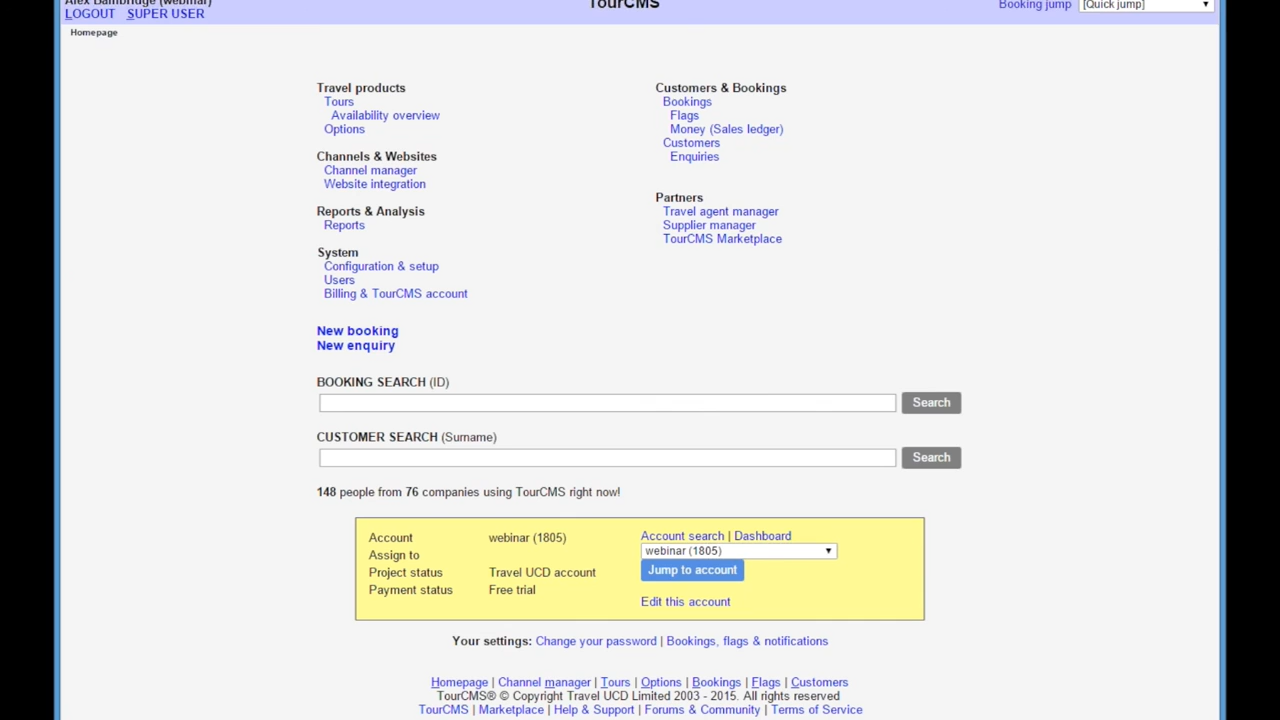 Alex Bainbridge (webinar)
LOGOUT SUPER USER
TourCMS
Booking jump [Quick jump]
Homepage
Travel products
Tours
Availability overview
Options
Channels & Websites
Channel manager
Website integration
Reports & Analysis
Reports
System
Configuration & setup
Users
Billing & TourCMS account
Customers & Bookings
Bookings
Flags
Money (Sales ledger)
Customers
Enquiries
Partners
Travel agent manager
Supplier manager
TourCMS Marketplace
New booking
New enquiry
BOOKING SEARCH (ID)
Search
CUSTOMER SEARCH (Surname)
Search
148 people from 76 companies using TourCMS right now!
Account webinar (1805)
Assign to
Project status Travel UCD account
Payment status Free trial
Account search | Dashboard
webinar (1805)
Jump to account
Edit this account
Your settings: Change your password | Bookings, flags & notifications
Homepage | Channel manager | Tours | Options | Bookings | Flags | Customers
TourCMS® © Copyright Travel UCD Limited 2003 - 2015. All rights reserved
TourCMS | Marketplace | Help & Support | Forums & Community | Terms of Service